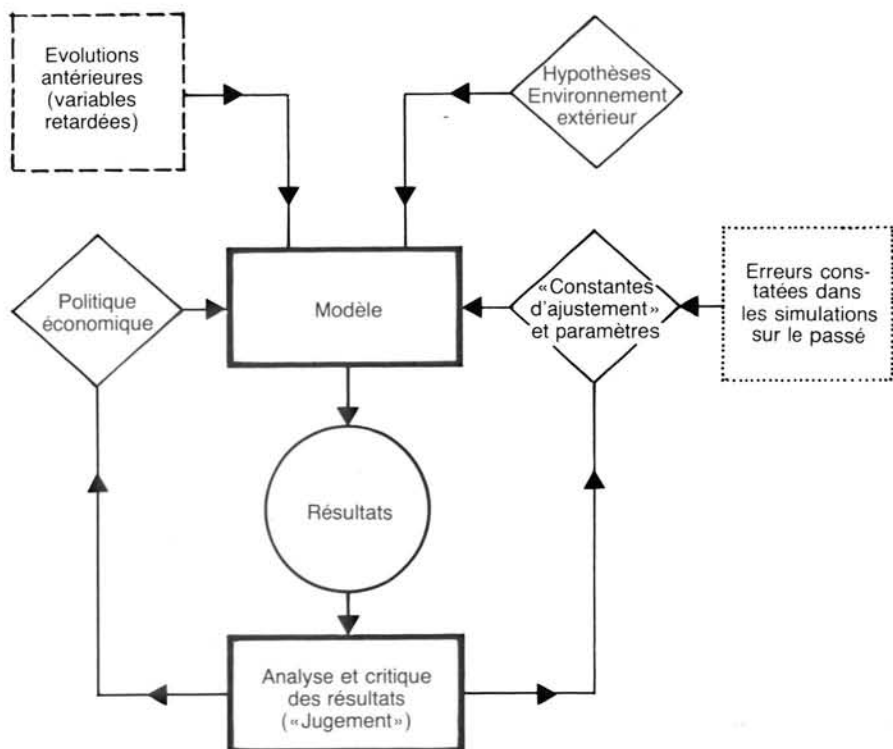 Evolutions
antérieures
(variables
retardées)
Hypothèses
Environnement
extérieur
Politique
économique
Modèle
«Constantes
d'ajustement»
et paramètres
Erreurs cons-
tatées dans
les simulations
sur le passé
Résultats
Analyse et critique
des résultats
(«Jugement»)